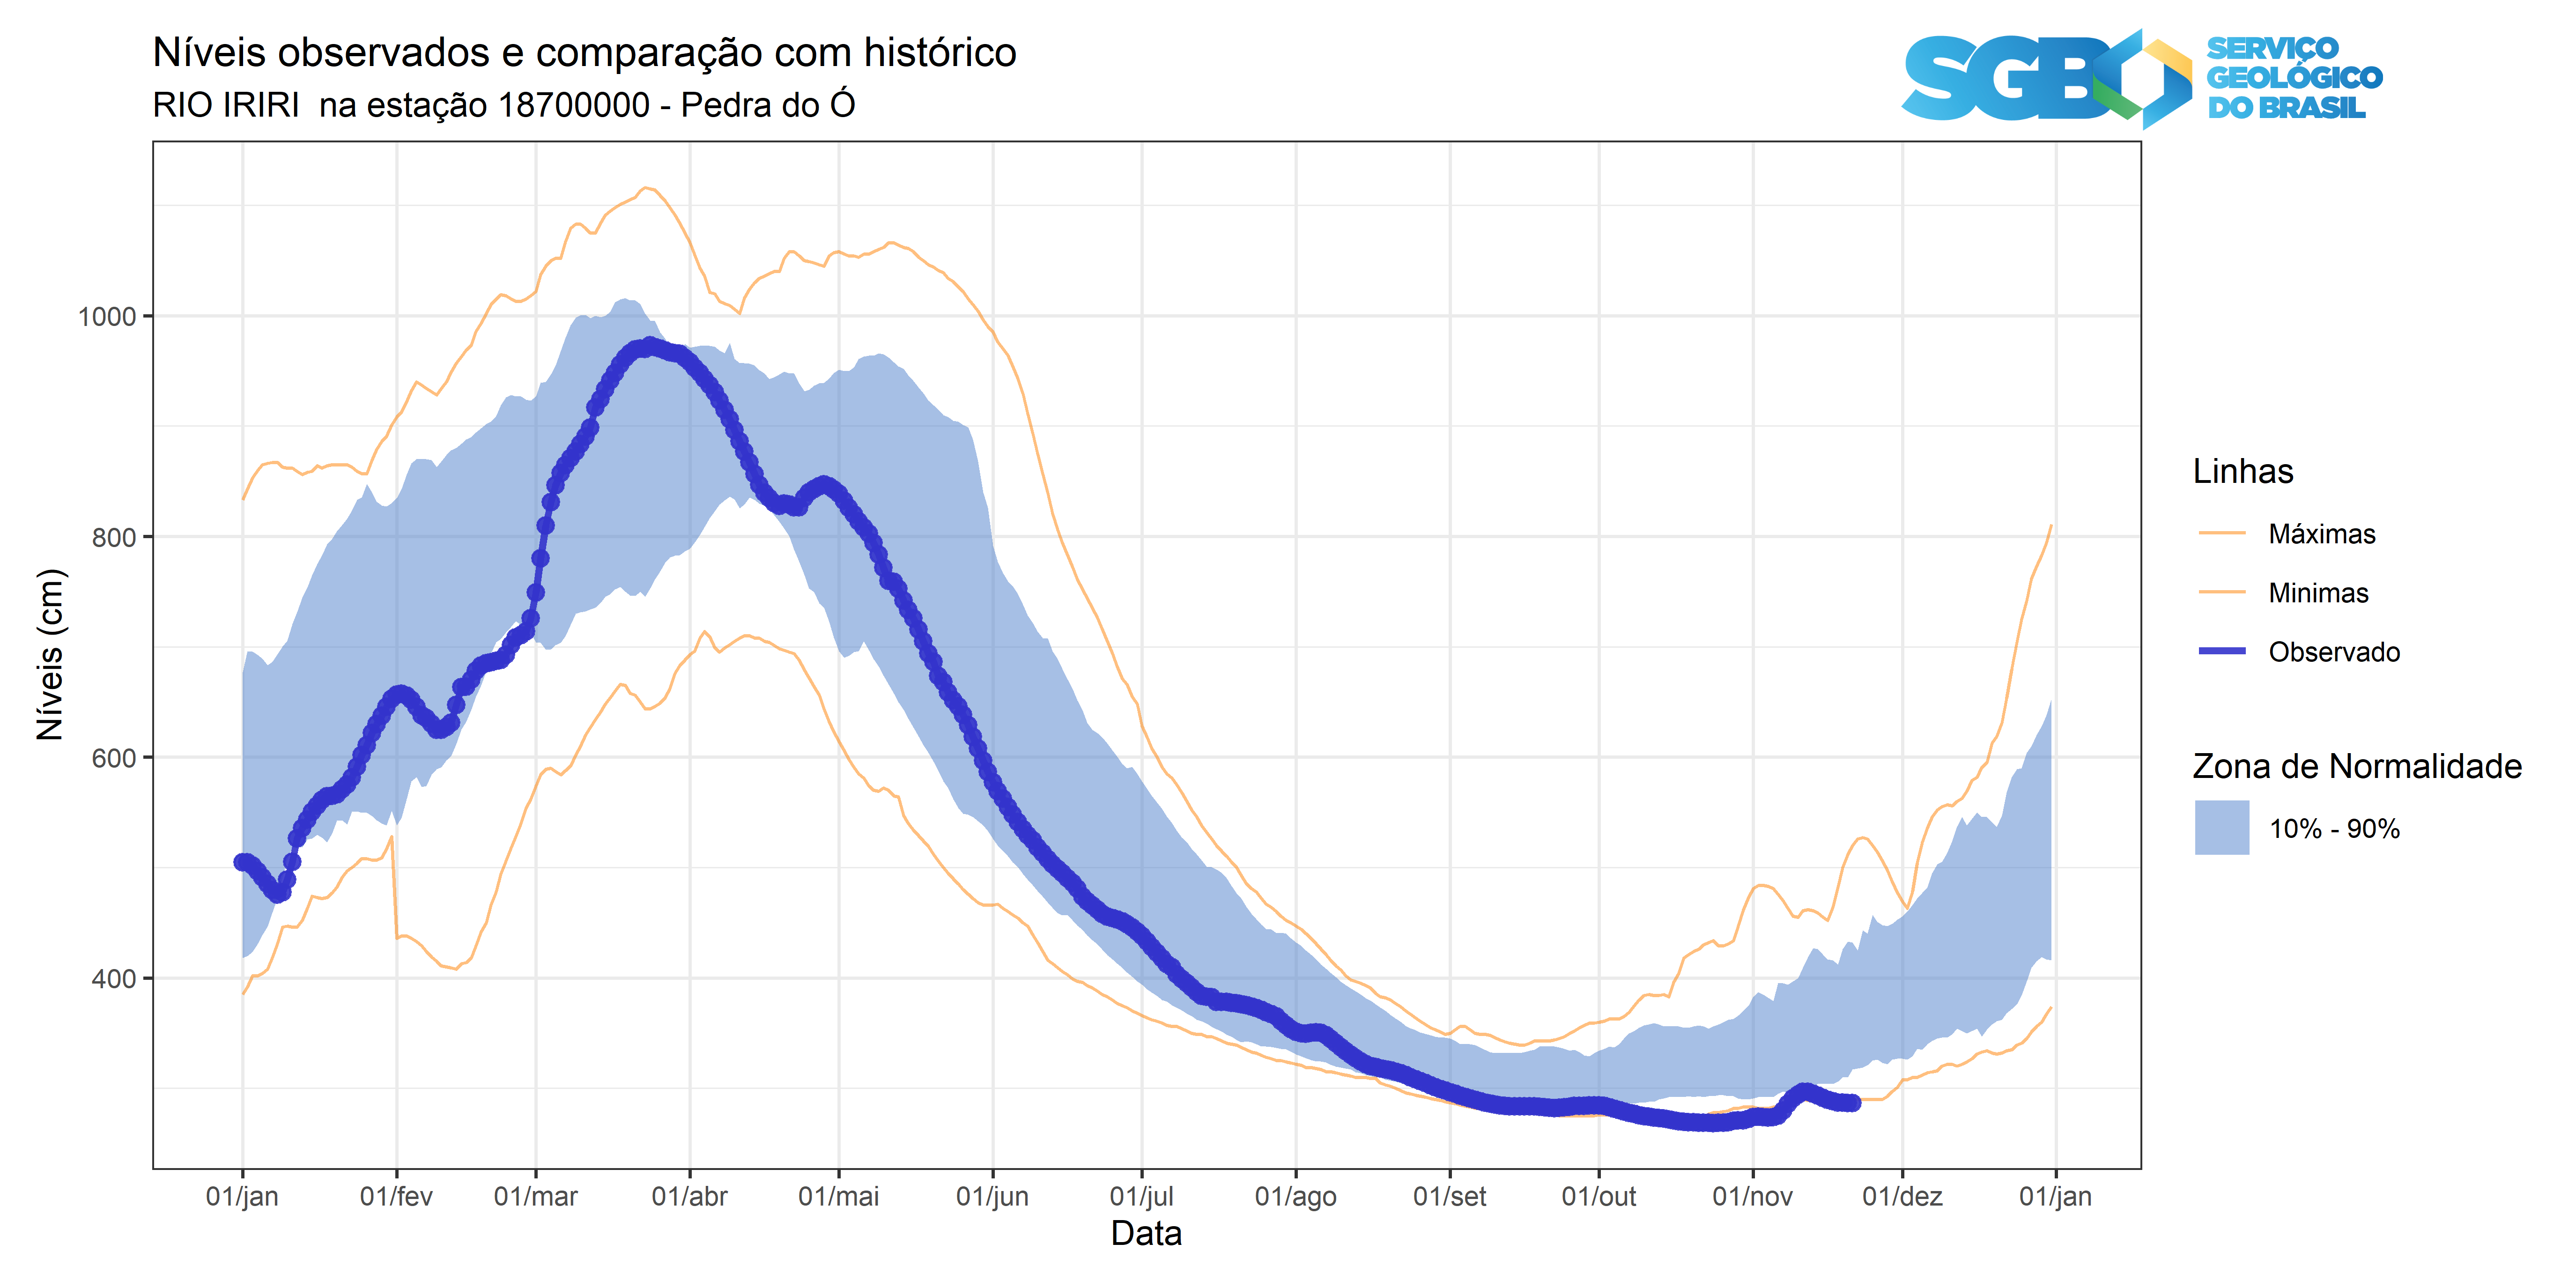 Níveis observados e comparação com histórico
RIO IRIRI  na estação 18700000 - Pedra do Ó
SGB
SERVIÇO
GEOLÓGICO
DO BRASIL
Níveis (cm)
1000
800
600
400
01/jan
01/fev
01/mar
01/abr
01/mai
01/jun
01/jul
01/ago
01/set
01/out
01/nov
01/dez
01/jan
Data
Linhas
Máximas
Minimas
Observado
Zona de Normalidade
10% - 90%